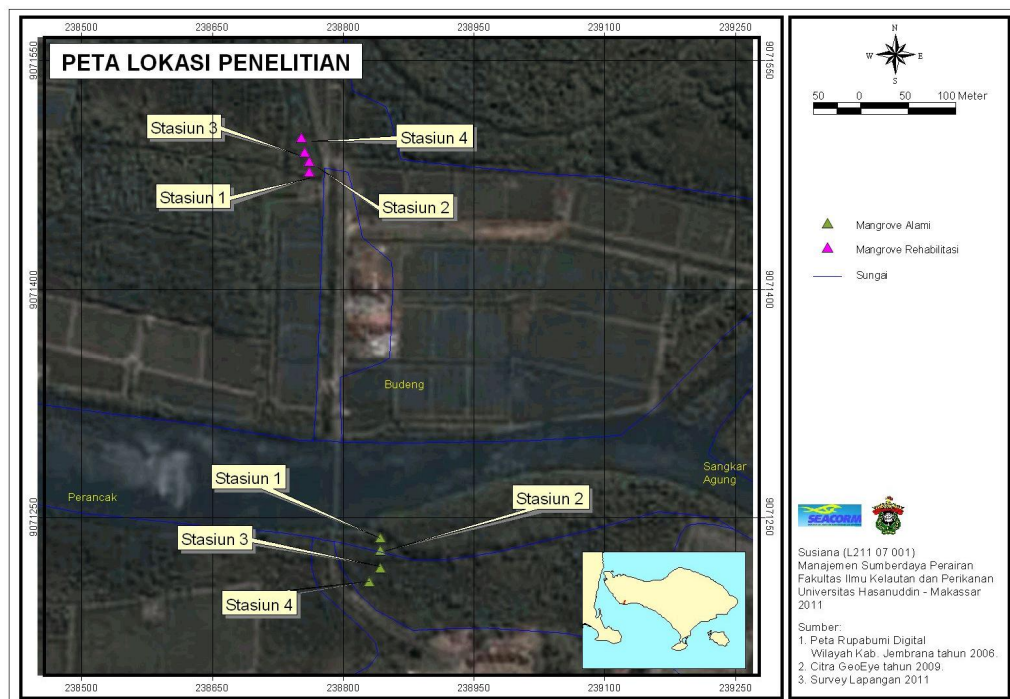 238500 238650 238800 238950 239100 239250
9071550
9071550
PETA LOKASI PENELITIAN
Stasiun 3
Stasiun 4
Stasiun 1
Stasiun 2
9071400
9071400
Budeng
Stasiun 1
Sangkar
Agung
Perancak
Stasiun 2
9071250
9071250
Stasiun 3
Stasiun 4
238500 238650 238800 238950 239100 239250
N
W E
S
50 0 50 100 Meter
Mangrove Alami
Mangrove Rehabilitasi
Sungai
SEACORM
Susiana (L211 07 001)
Manajemen Sumberdaya Perairan
Fakultas Ilmu Kelautan dan Perikanan
Universitas Hasanuddin - Makassar
2011
Sumber:
1. Peta Rupabumi Digital
Wilayah Kab. Jembrana tahun 2006.
2. Citra GeoEye tahun 2009.
3. Survey Lapangan 2011